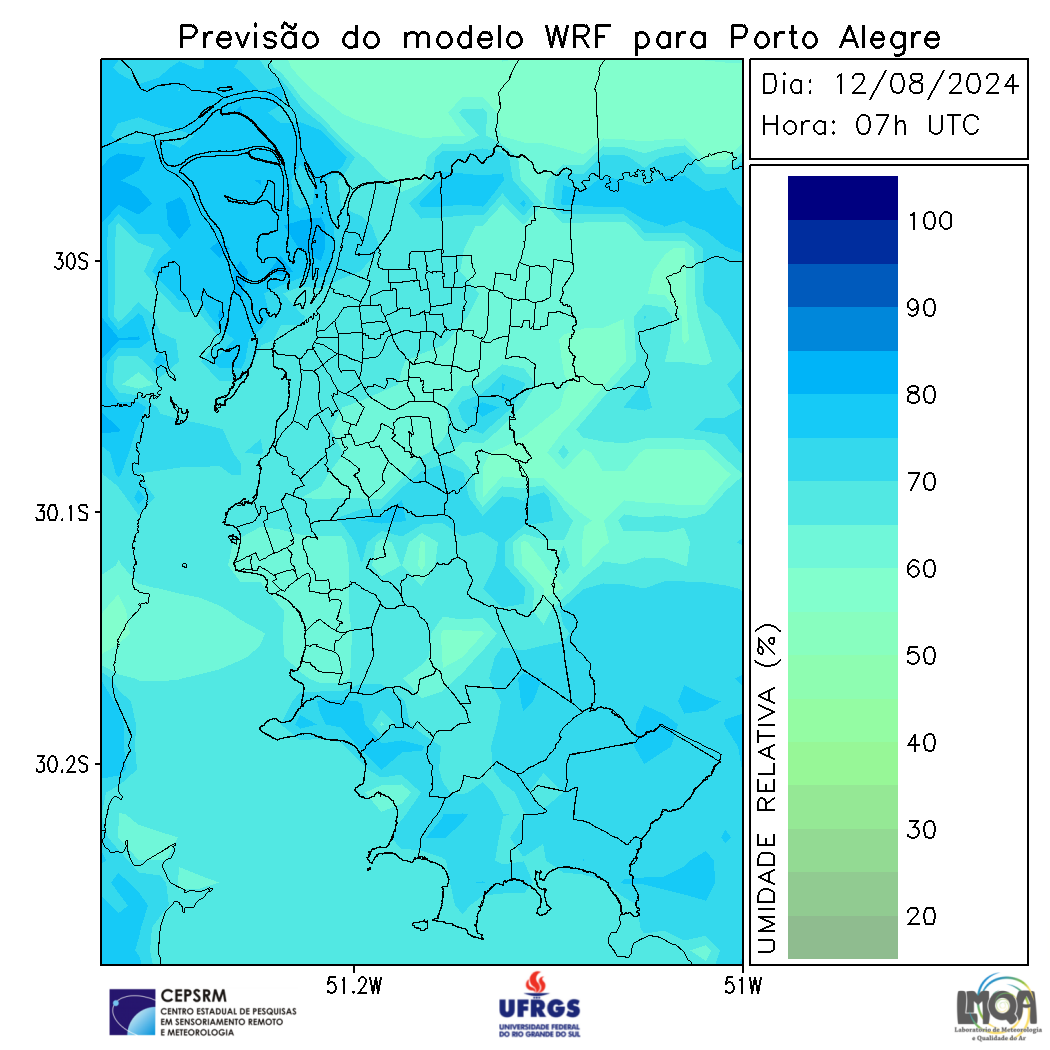 Previsão do modelo WRF para Porto Alegre
Dia: 12/08/2024
Hora: 07h UTC
100
90
80
70
60
50
40
30
20
UMIDADE RELATIVA (%)
30S
30.1S
30.2S
51.2W
51W
CEPSRM
CENTRO ESTADUAL DE PESQUISAS
EM SENSORIAMENTO REMOTO
E METEOROLOGIA
UFRGS
UNIVERSIDADE FEDERAL
DO RIO GRANDE DO SUL
LMQA
Laboratório de Meteorologia
e Qualidade do Ar